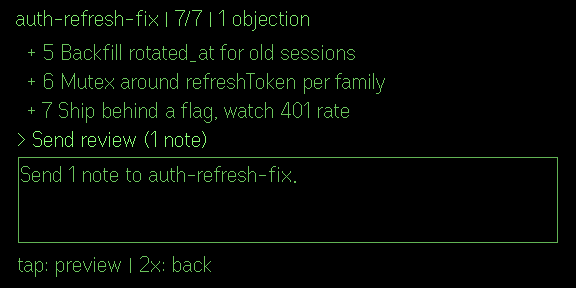 auth-refresh-fix | 7/7 | 1 objection
+ 5 Backfill rotated_at for old sessions
+ 6 Mutex around refreshToken per family
+ 7 Ship behind a flag, watch 401 rate
> Send review (1 note)
Send 1 note to auth-refresh-fix.
tap: preview | 2x: back